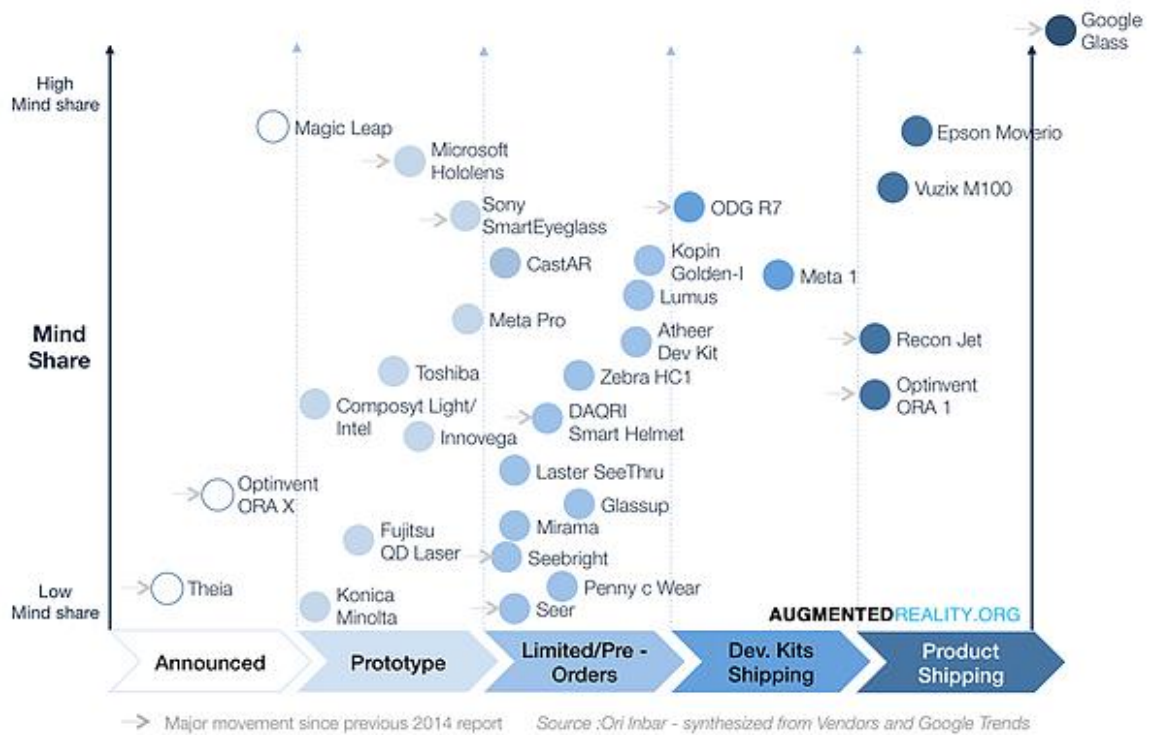 Google
Glass
High
Mind share
Magic Leap
Epson Moverio
Microsoft
Hololens
Vuzix M100
Sony
SmartEyeglass
ODG R7
CastAR
Kopin
Golden-I
Meta 1
Lumus
Meta Pro
Mind
Share
Atheer
Dev Kit
Recon Jet
Toshiba
Zebra HC1
Optinvent
ORA 1
Composyt Light/
Intel
DAQRI
Smart Helmet
Innovega
Laster SeeThru
Optinvent
ORA X
Glassup
Mirama
Fujitsu
QD Laser
Seebright
Theia
Penny c Wear
Low
Mind share
Konica
Minolta
Seer
AUGMENTEDREALITY.ORG
Announced
Prototype
Limited/Pre -
Orders
Dev. Kits
Shipping
Product
Shipping
Major movement since previous 2014 report
Source :Ori Inbar - synthesized from Vendors and Google Trends